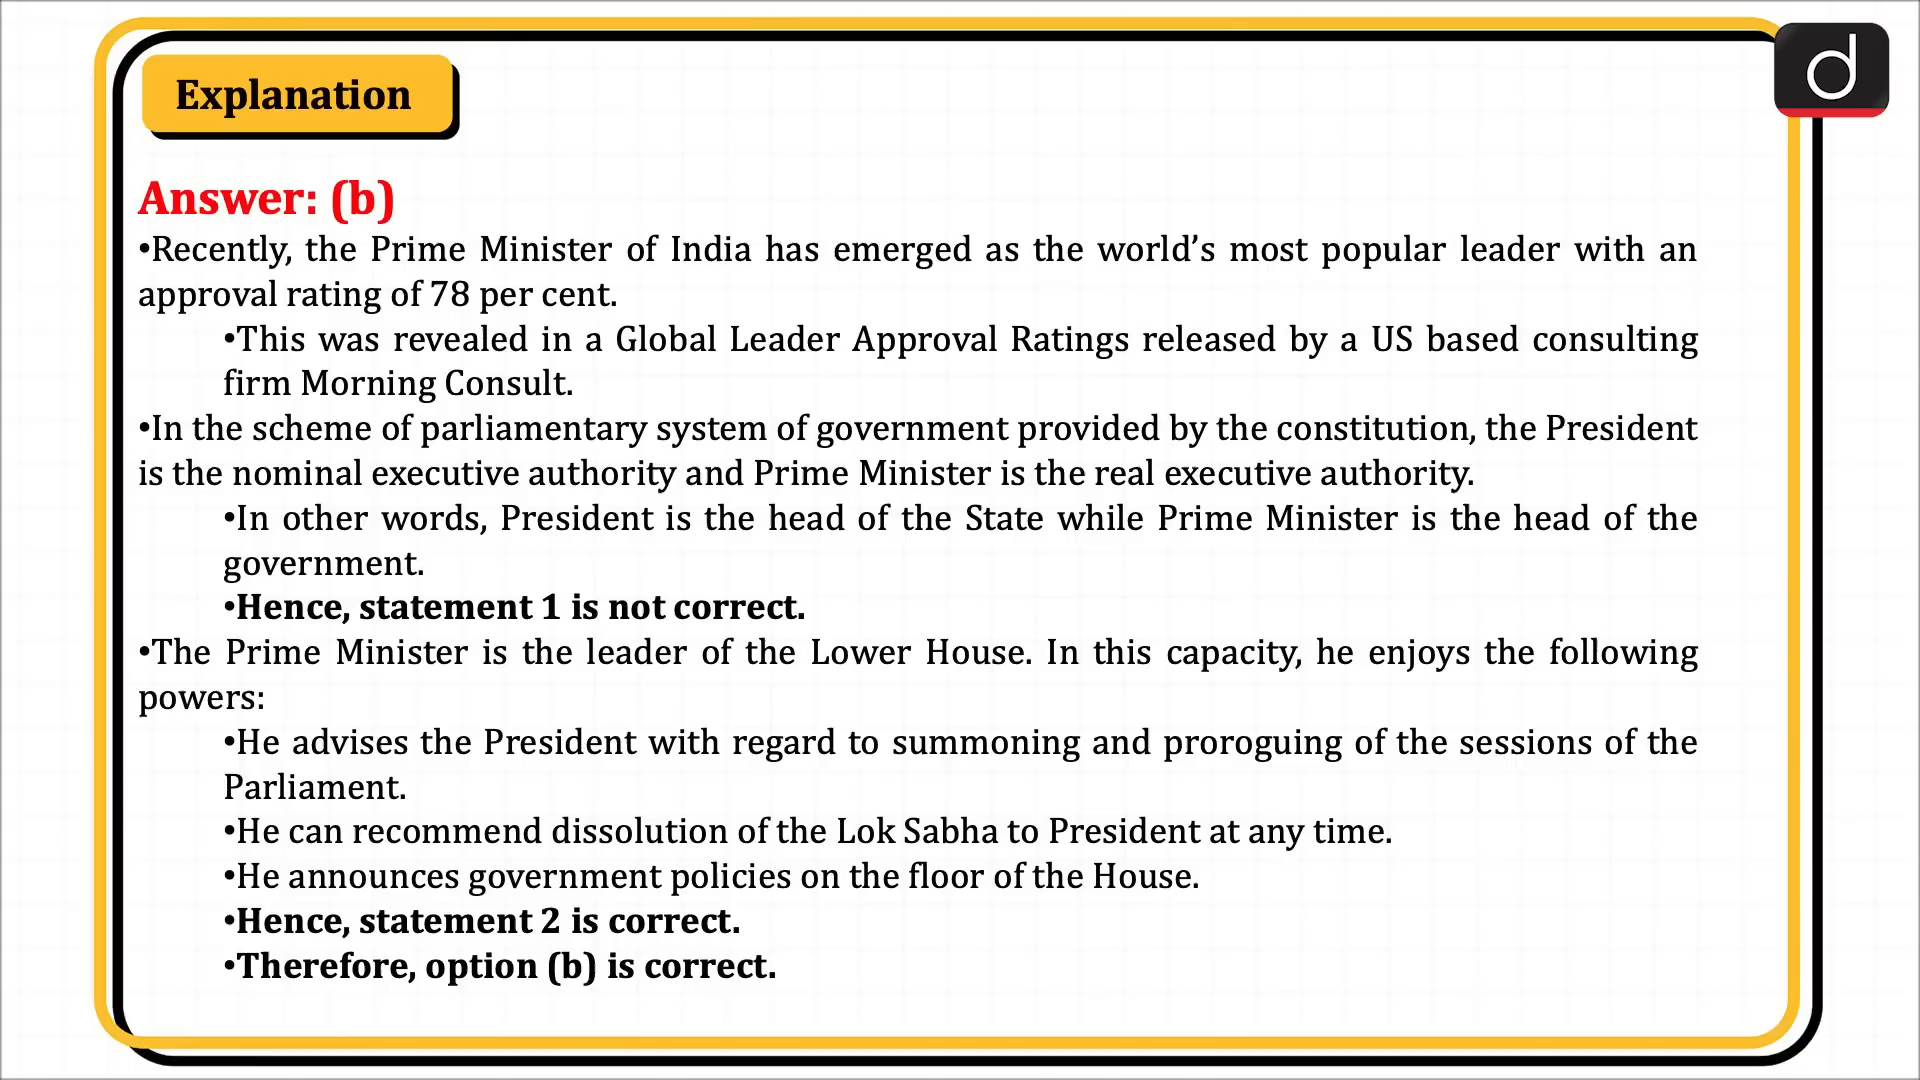 Explanation
d
Answer: (b)
•Recently, the Prime Minister of India has emerged as the world’s most popular leader with an
approval rating of 78 per cent.
•This was revealed in a Global Leader Approval Ratings released by a US based consulting
firm Morning Consult.
•In the scheme of parliamentary system of government provided by the constitution, the President
is the nominal executive authority and Prime Minister is the real executive authority.
•In other words, President is the head of the State while Prime Minister is the head of the
government.
•Hence, statement 1 is not correct.
•The Prime Minister is the leader of the Lower House. In this capacity, he enjoys the following
powers:
•He advises the President with regard to summoning and proroguing of the sessions of the
Parliament.
•He can recommend dissolution of the Lok Sabha to President at any time.
•He announces government policies on the floor of the House.
•Hence, statement 2 is correct.
•Therefore, option (b) is correct.